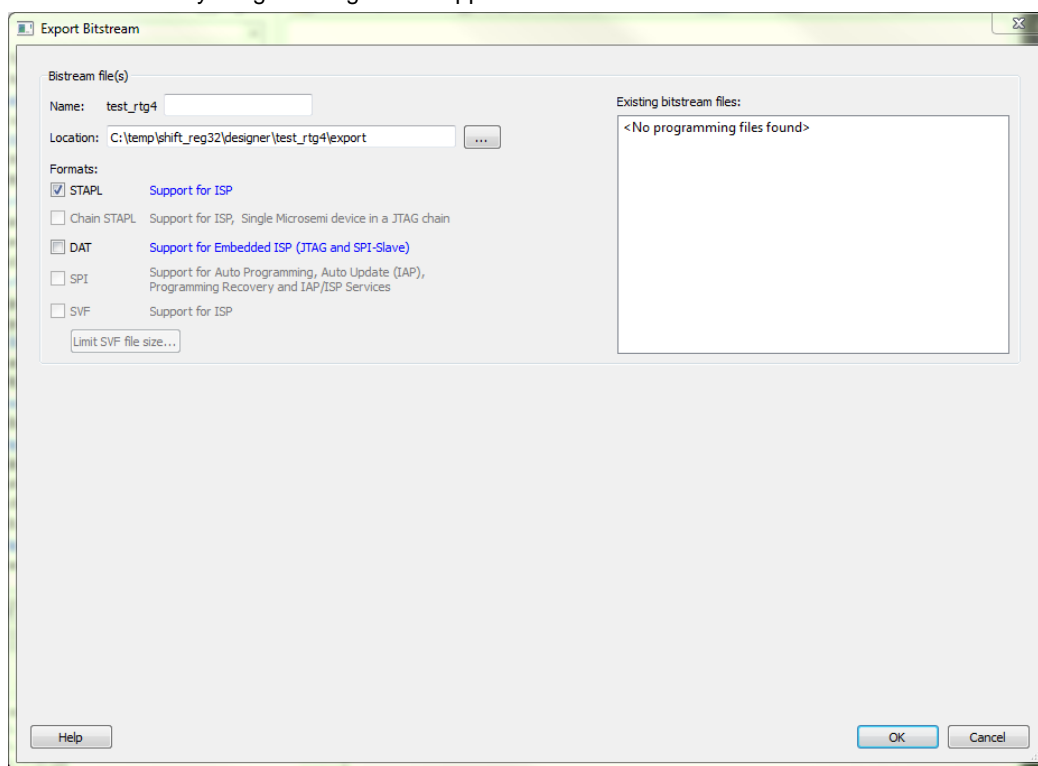 Export Bitstream
Bistream file(s)
Name: test_rtg4
Location: C:\temp\shift_reg32\designer\test_rtg4\export ...
Formats:
STAPL Support for ISP
Chain STAPL Support for ISP, Single Microsemi device in a JTAG chain
DAT Support for Embedded ISP (JTAG and SPI-Slave)
SPI Support for Auto Programming, Auto Update (IAP),
Programming Recovery and IAP/ISP Services
SVF Support for ISP
Limit SVF file size...
Existing bitstream files:
<No programming files found>
Help
OK
Cancel